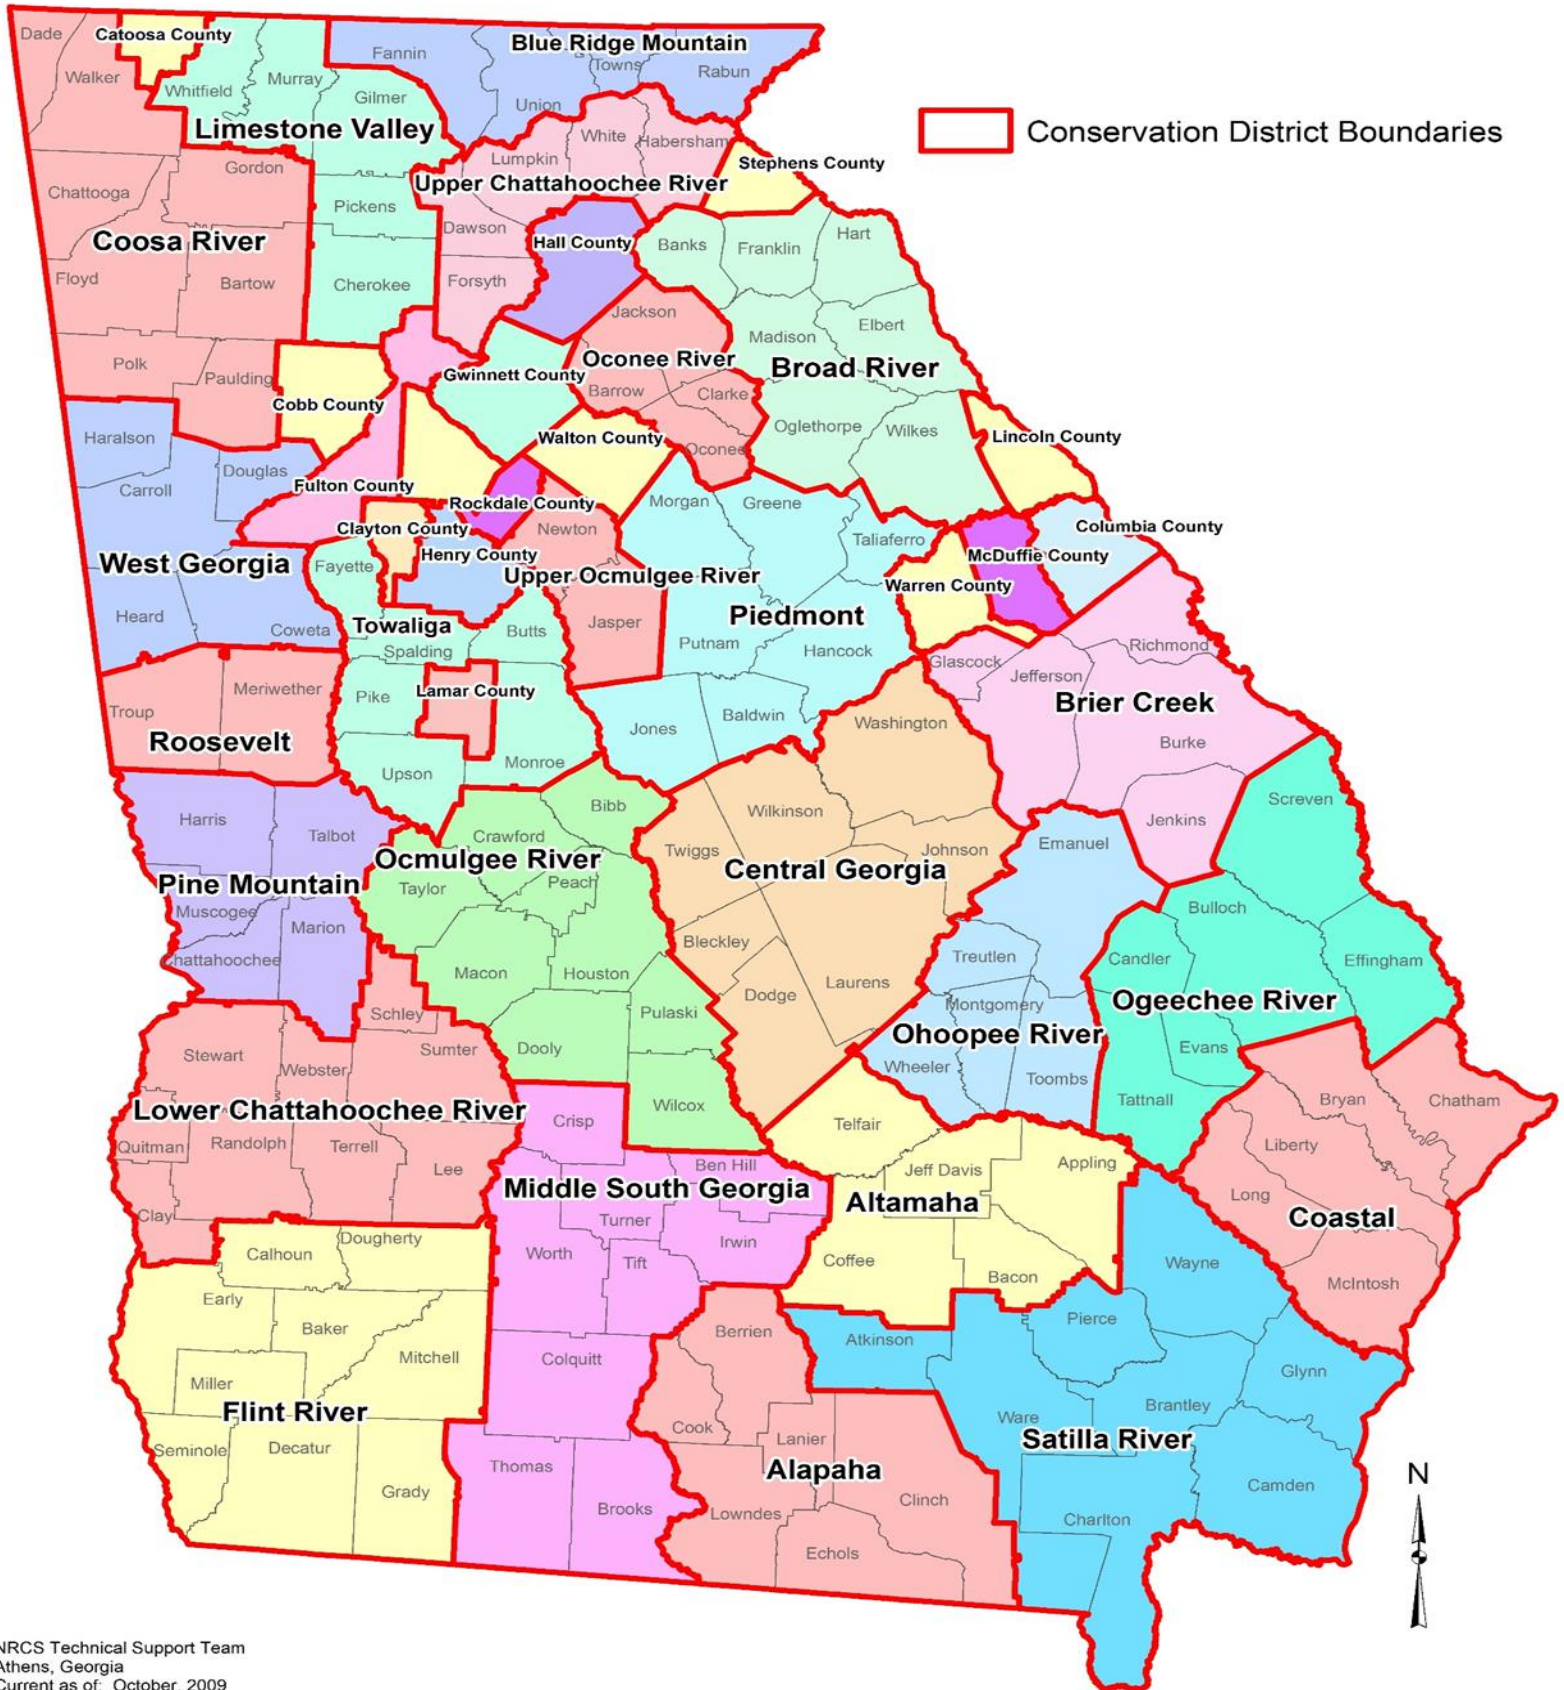 Dade
Catoosa County
Fannin
Blue Ridge Mountain
Towns
Rabun
Walker
Whitfield
Murray
Gilmer
Union
Limestone Valley
White
Habersham
Conservation District Boundaries
Lumpkin
Stephens County
Gordon
Upper Chattahoochee River
Chattooga
Pickens
Dawson
Coosa River
Hall County
Banks
Franklin
Hart
Floyd
Bartow
Cherokee
Forsyth
Jackson
Madison
Elbert
Polk
Paulding
Gwinnett County
Oconee River
Broad River
Barrow
Clarke
Cobb County
Haralson
Walton County
Oconee
Oglethorpe
Wilkes
Lincoln County
Carroll
Douglas
Fulton County
Rockdale County
Morgan
Greene
Clayton County
Newton
Taliaferro
Columbia County
West Georgia
Fayette
Henry County
Upper Ocmulgee River
McDuffie County
Warren County
Heard
Coweta
Towaliga
Butts
Jasper
Piedmont
Spalding
Putnam
Hancock
Richmond
Glascock
Jefferson
Troup
Meriwether
Pike
Lamar County
Brier Creek
Roosevelt
Jones
Baldwin
Washington
Burke
Upson
Monroe
Harris
Talbot
Bibb
Wilkinson
Screven
Crawford
Jenkins
Ocmulgee River
Twiggs
Johnson
Emanuel
Pine Mountain
Taylor
Peach
Central Georgia
Muscogee
Marion
Bulloch
Chattahoochee
Macon
Houston
Bleckley
Treutlen
Candler
Effingham
Dodge
Laurens
Schley
Pulaski
Montgomery
Ogeechee River
Stewart
Webster
Sumter
Dooly
Ohoopee River
Evans
Wheeler
Toombs
Lower Chattahoochee River
Crisp
Wilcox
Telfair
Tattnall
Bryan
Chatham
Quitman
Randolph
Terrell
Lee
Ben Hill
Jeff Davis
Appling
Liberty
Middle South Georgia
Altamaha
Long
Clay
Turner
Coastal
Calhoun
Dougherty
Worth
Tift
Irwin
Coffee
Bacon
Wayne
McIntosh
Early
Baker
Mitchell
Colquitt
Berrien
Atkinson
Pierce
Glynn
Miller
Flint River
Cook
Lanier
Ware
Brantley
Satilla River
Seminole
Decatur
Thomas
Alapaha
Grady
Brooks
Lowndes
Clinch
Camden
N
Charlton
Echols
NRCS Technical Support Team
Athens, Georgia
Current as of: October, 2009